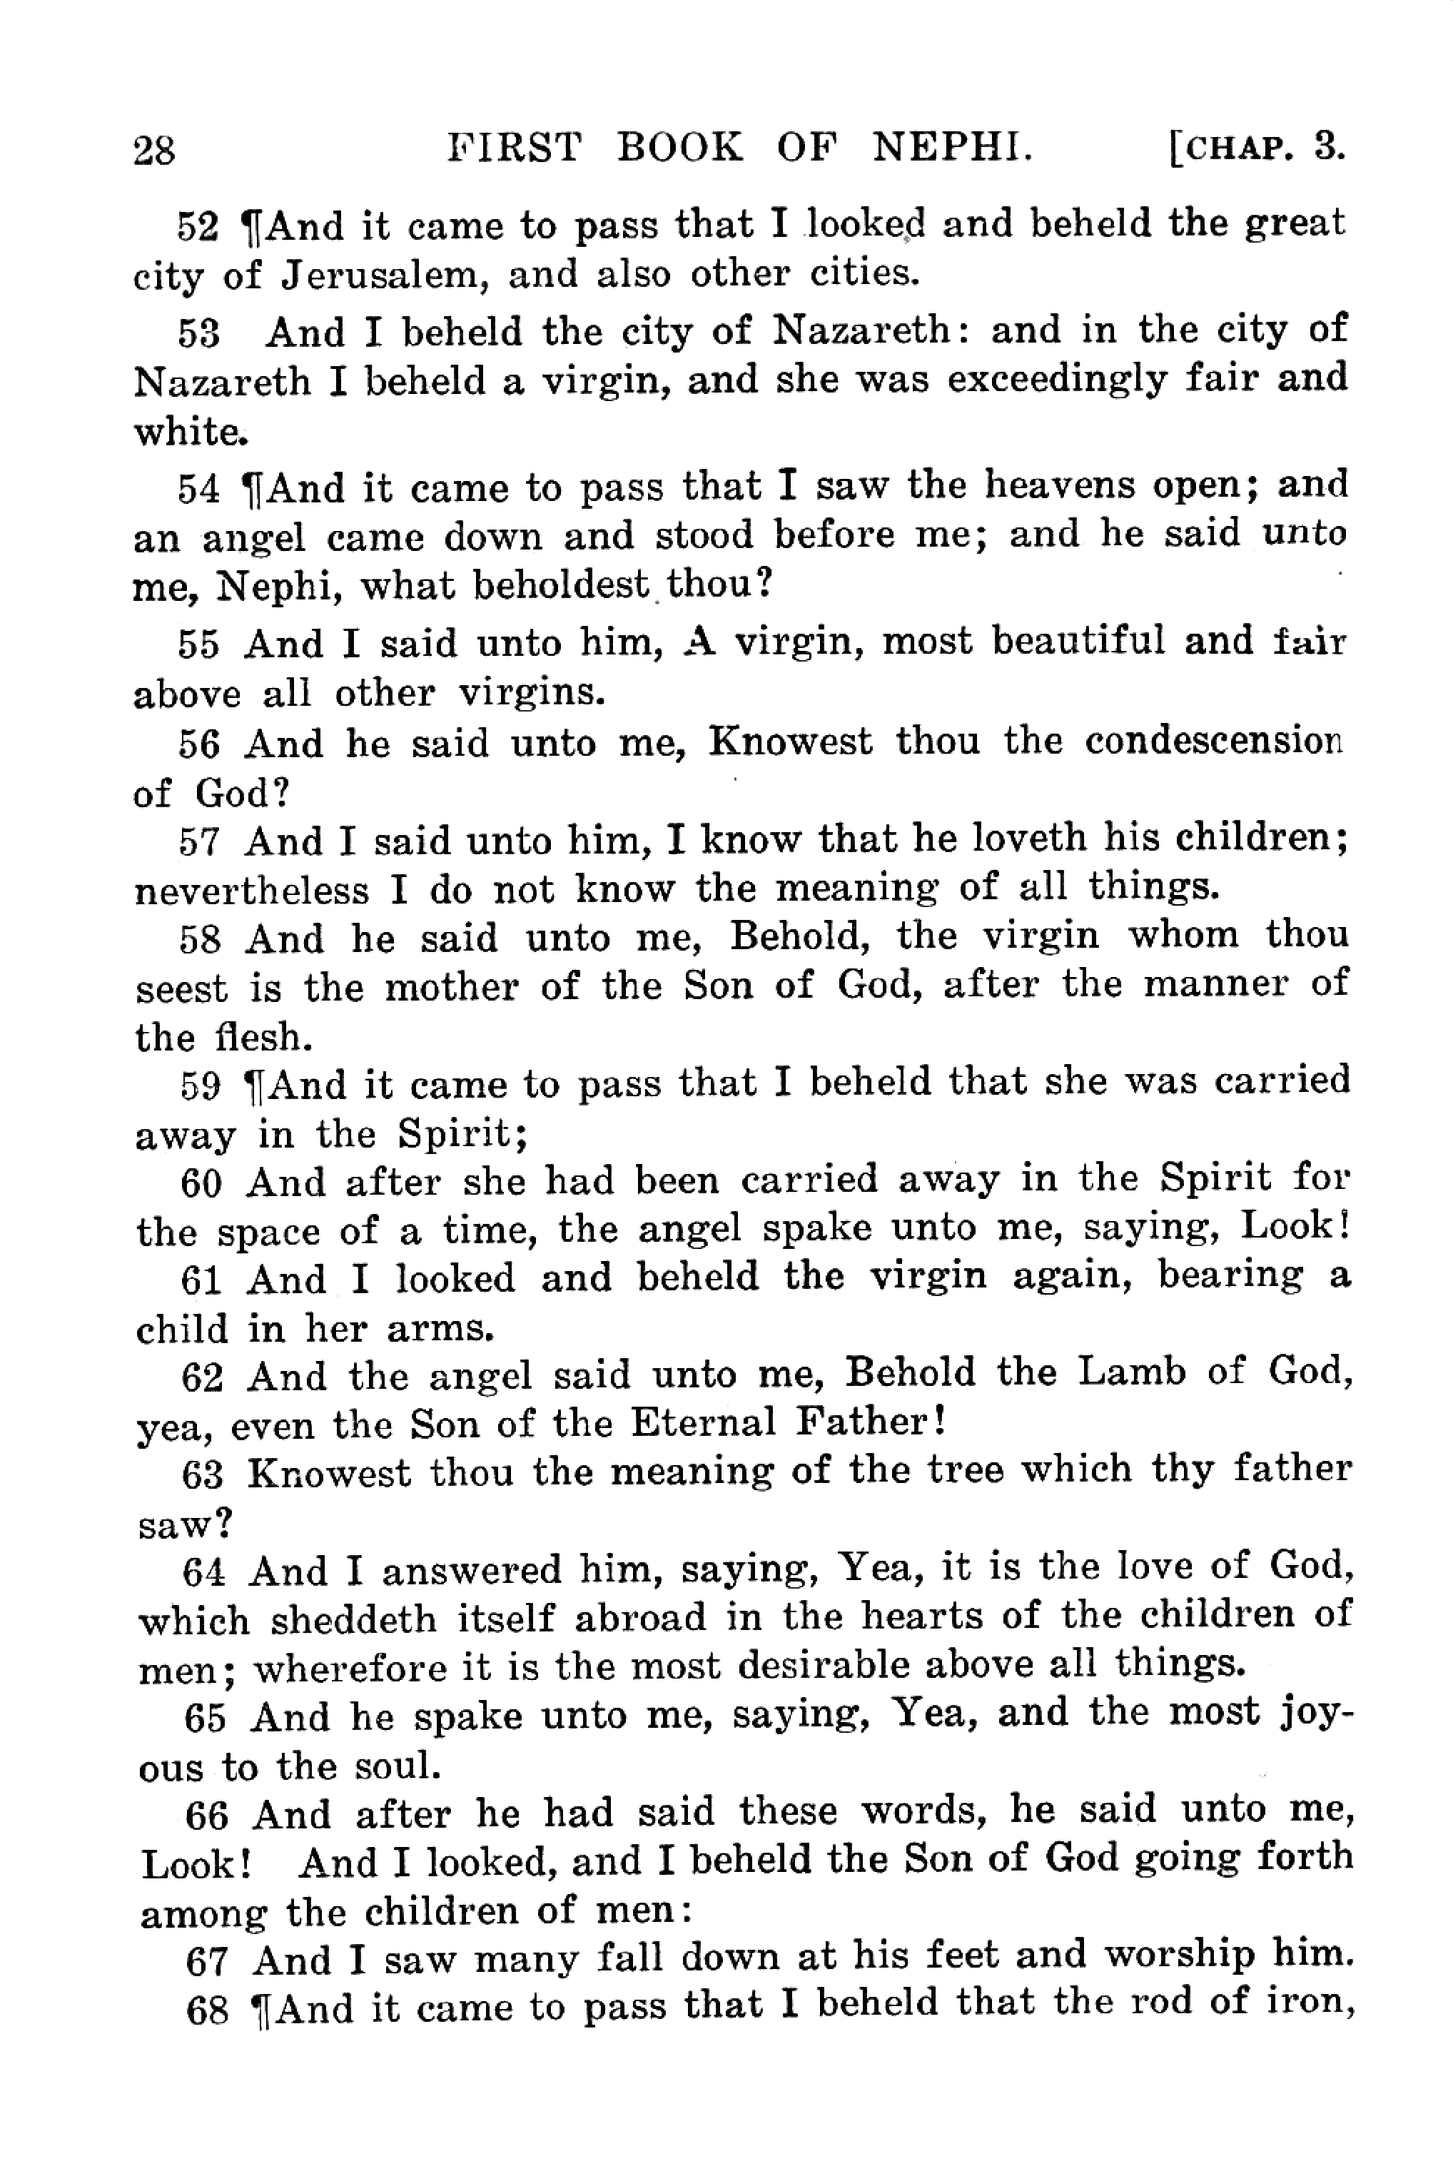 28 FIRST BOOK OF NEPHI. [CHAP. 3.
52 ¶And it came to pass that I looked and beheld the great
city of Jerusalem, and also other cities.
53 And I beheld the city of Nazareth: and in the city of
Nazareth I beheld a virgin, and she was exceedingly fair and
white.
54 ¶And it came to pass that I saw the heavens open; and
an angel came down and stood before me; and he said unto
me, Nephi, what beholdest thou?
55 And I said unto him, A virgin, most beautiful and fair
above all other virgins.
56 And he said unto me, Knowest thou the condescension
of God?
57 And I said unto him, I know that he loveth his children;
nevertheless I do not know the meaning of all things.
58 And he said unto me, Behold, the virgin whom thou
seest is the mother of the Son of God, after the manner of
the flesh.
59 ¶And it came to pass that I beheld that she was carried
away in the Spirit;
60 And after she had been carried away in the Spirit for
the space of a time, the angel spake unto me, saying, Look!
61 And I looked and beheld the virgin again, bearing a
child in her arms.
62 And the angel said unto me, Behold the Lamb of God,
yea, even the Son of the Eternal Father!
63 Knowest thou the meaning of the tree which thy father
saw?
64 And I answered him, saying, Yea, it is the love of God,
which sheddeth itself abroad in the hearts of the children of
men; wherefore it is the most desirable above all things.
65 And he spake unto me, saying, Yea, and the most joy-
ous to the soul.
66 And after he had said these words, he said unto me,
Look! And I looked, and I beheld the Son of God going forth
among the children of men:
67 And I saw many fall down at his feet and worship him.
68 ¶And it came to pass that I beheld that the rod of iron,